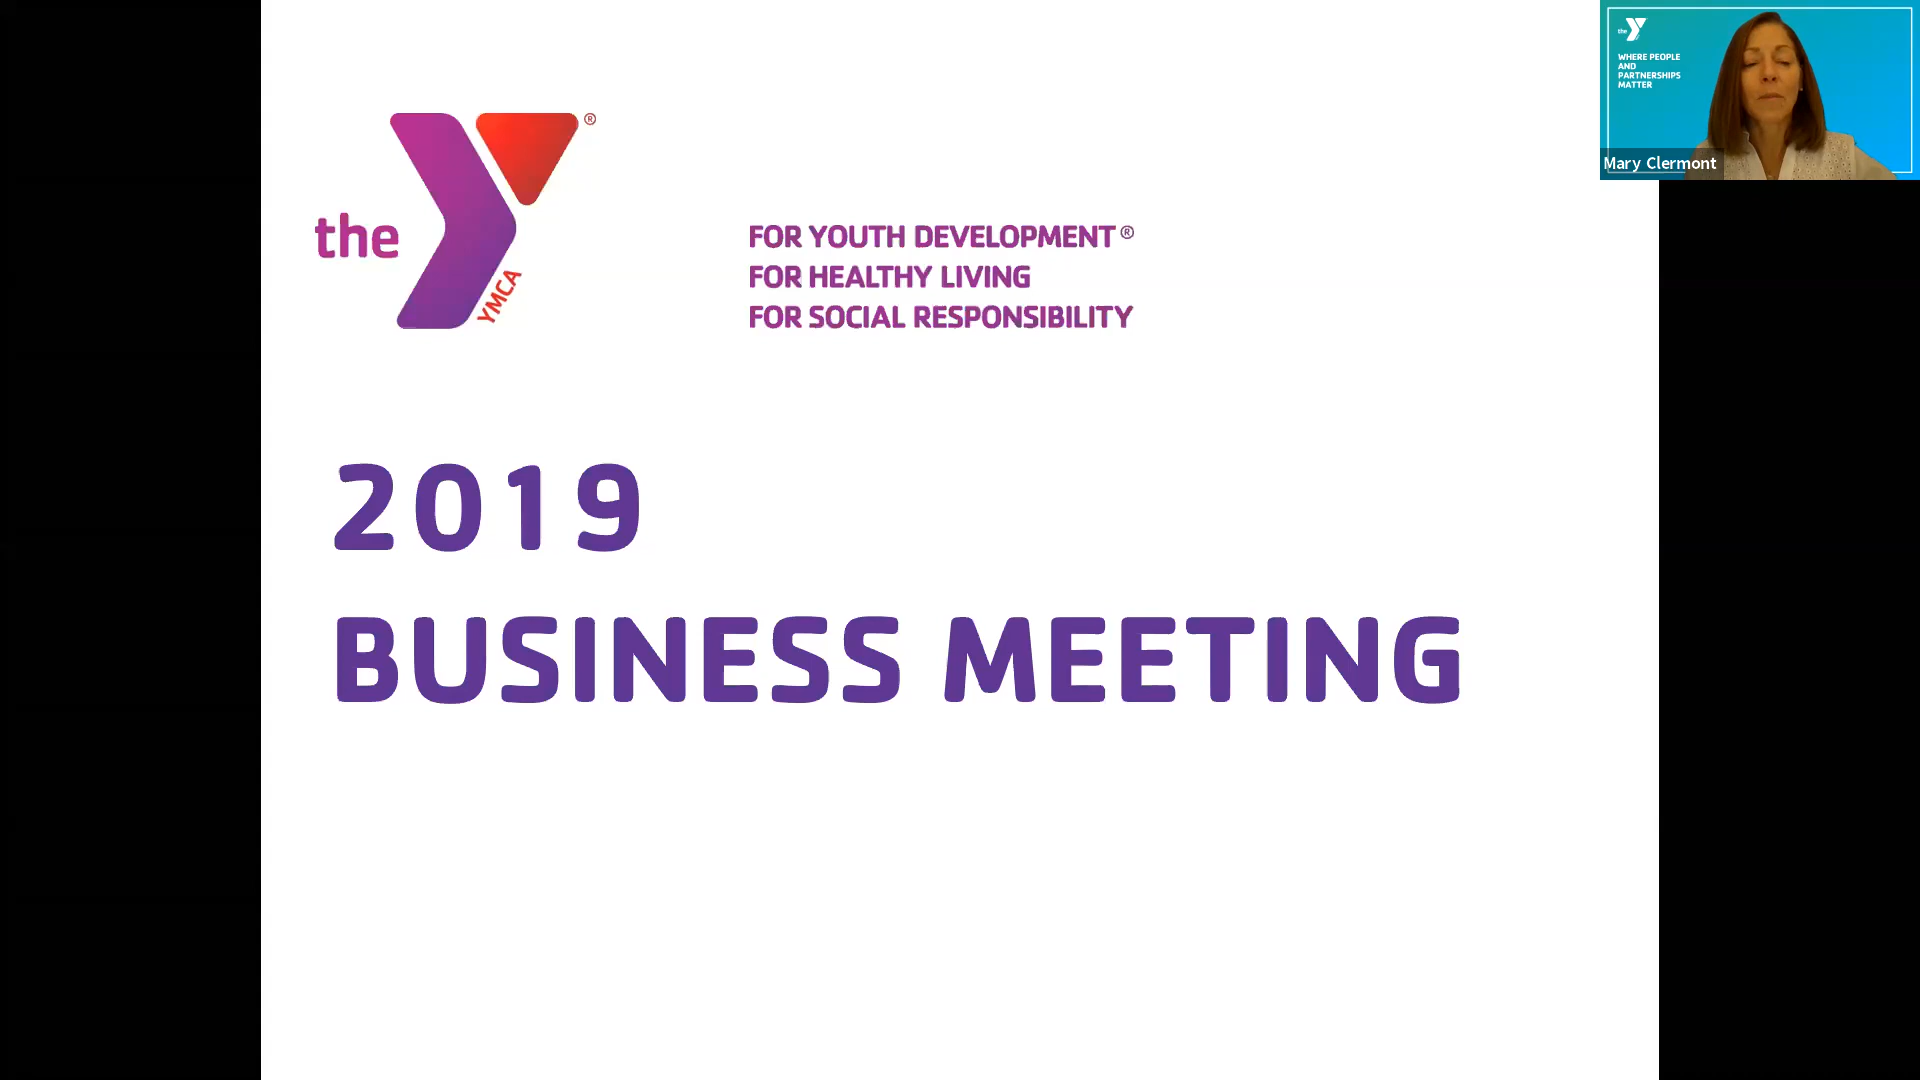 the
YMCA
®
FOR YOUTH DEVELOPMENT®
FOR HEALTHY LIVING
FOR SOCIAL RESPONSIBILITY
2019
BUSINESS MEETING
the
WHERE PEOPLE
AND
PARTNERSHIPS
MATTER
Mary Clermont